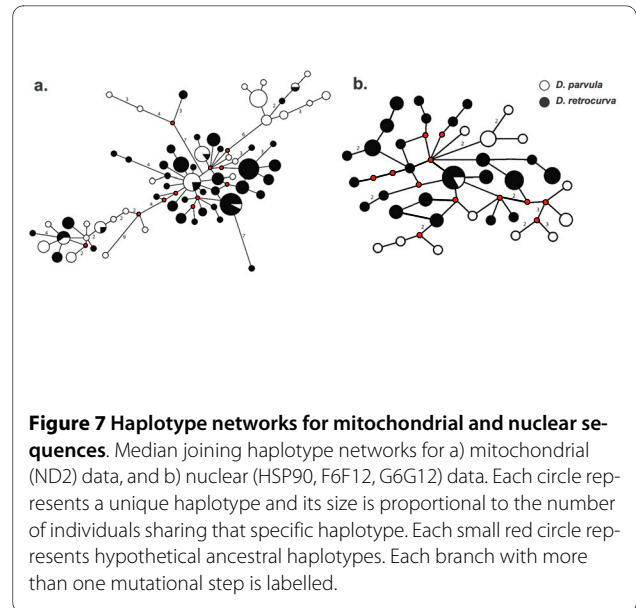 a.
b.
D. parvula
D. retrocurva
Figure 7 Haplotype networks for mitochondrial and nuclear se-
quences. Median joining haplotype networks for a) mitochondrial
(ND2) data, and b) nuclear (HSP90, F6F12, G6G12) data. Each circle rep-
resents a unique haplotype and its size is proportional to the number
of individuals sharing that specific haplotype. Each small red circle rep-
resents hypothetical ancestral haplotypes. Each branch with more
than one mutational step is labelled.